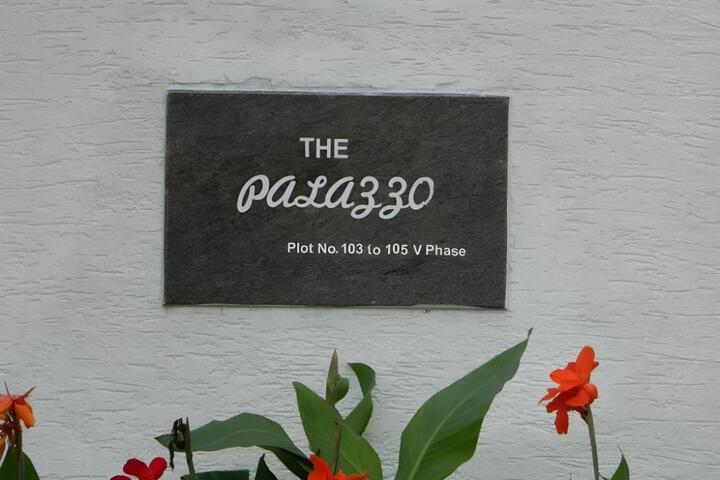 THE
PALAZZO
Plot No. 103 to 105 V Phase